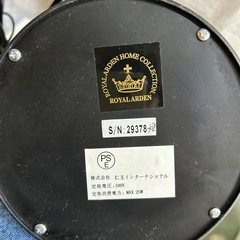 ROYALARDEN HOME COLLECTION
ROYALARDEN
S/N: 29378
PS
E
株式会社 仁王インターナショナル
定格電圧:100V
定格消費電力: MAX 25W